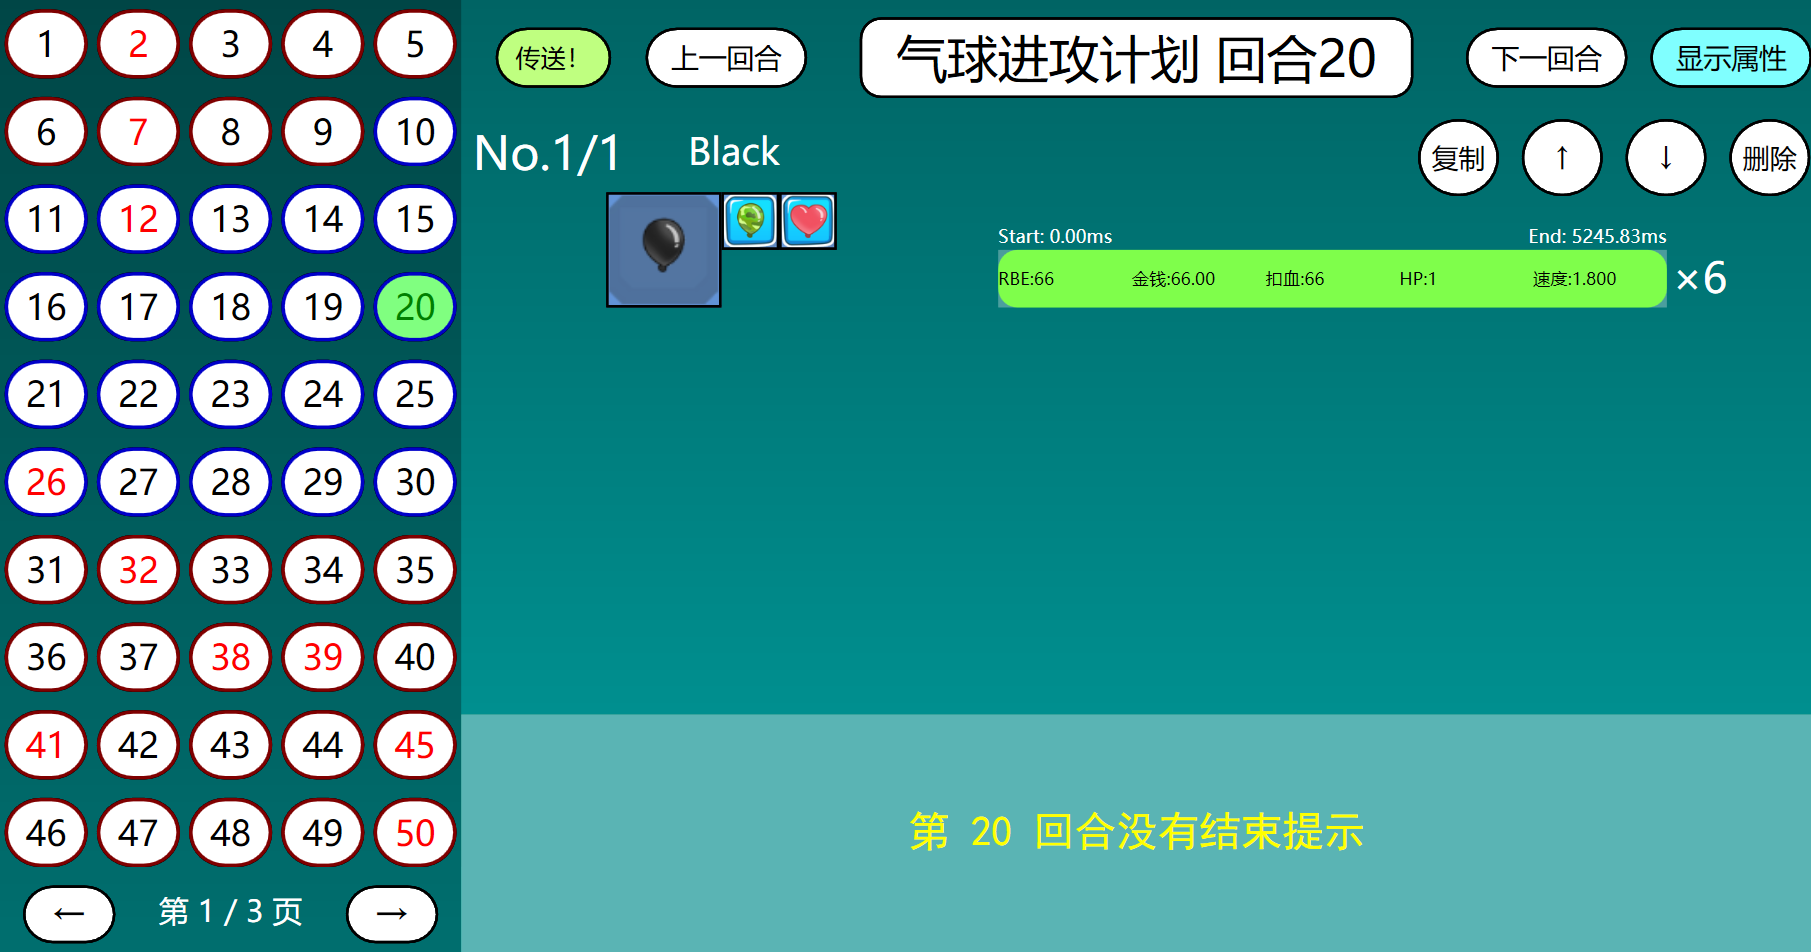 1 2 3 4 5
6 7 8 9 10
11 12 13 14 15
16 17 18 19 20
21 22 23 24 25
26 27 28 29 30
31 32 33 34 35
36 37 38 39 40
41 42 43 44 45
46 47 48 49 50
← 第 1 / 3 页 →
传送! 上一回合 气球进攻计划 回合20 下一回合 显示属性
No.1/1 Black 复制 ↑ ↓ 删除
Start: 0.00ms End: 5245.83ms
RBE:66 金钱:66.00 扣血:66 HP:1 速度:1.800 ×6
第 20 回合没有结束提示